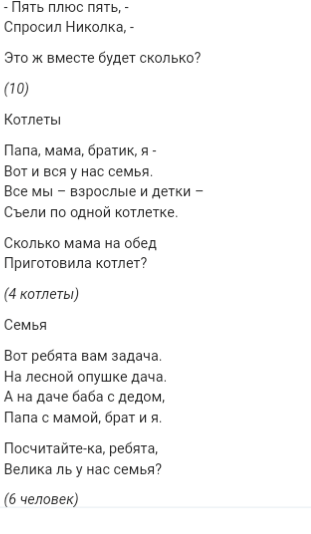 - Пять плюс пять, -
Спросил Николка, -
Это ж вместе будет сколько?
(10)
Котлеты
Папа, мама, братик, я -
Вот и вся у нас семья.
Все мы – взрослые и детки –
Съели по одной котлетке.
Сколько мама на обед
Приготовила котлет?
(4 котлеты)
Семья
Вот ребята вам задача.
На лесной опушке дача.
А на даче баба с дедом,
Папа с мамой, брат и я.
Посчитайте-ка, ребята,
Велика ль у нас семья?
(6 человек)